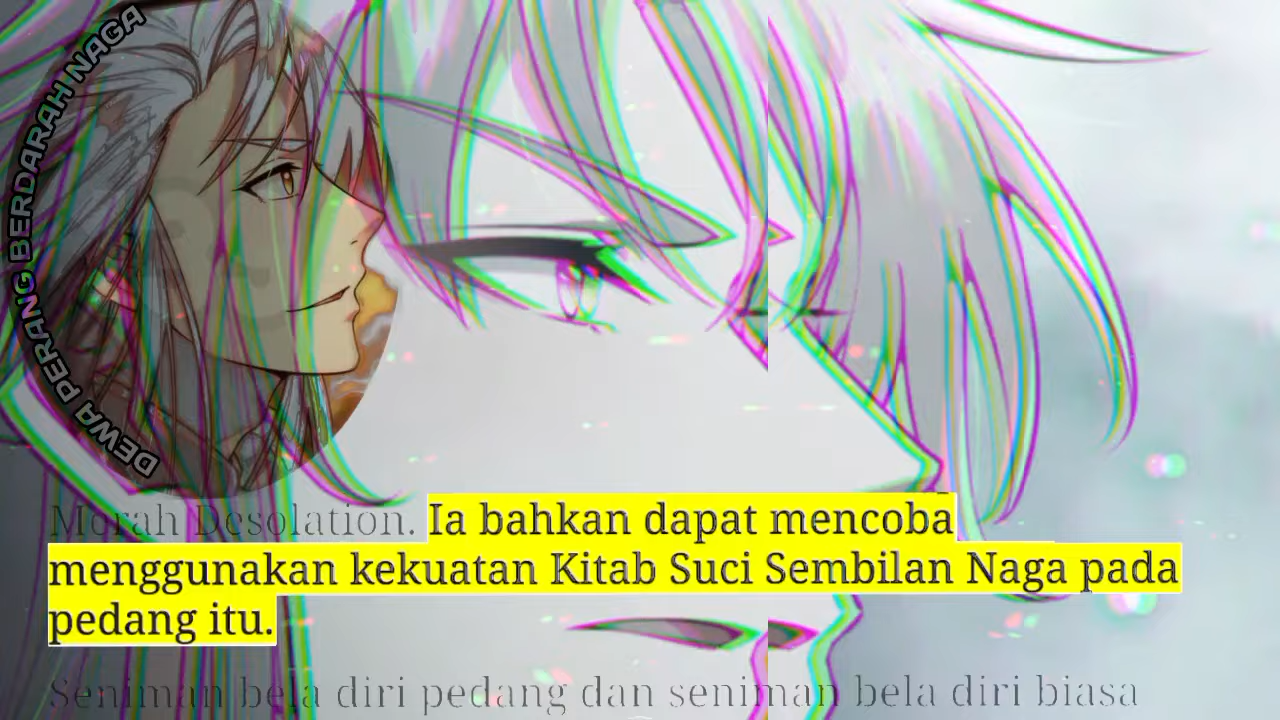 DEWA PERANG BERDARAH NAGA
Merah Desolation. Ia bahkan dapat mencoba
menggunakan kekuatan Kitab Suci Sembilan Naga pada
pedang itu.
Seniman bela diri pedang dan seniman bela diri biasa